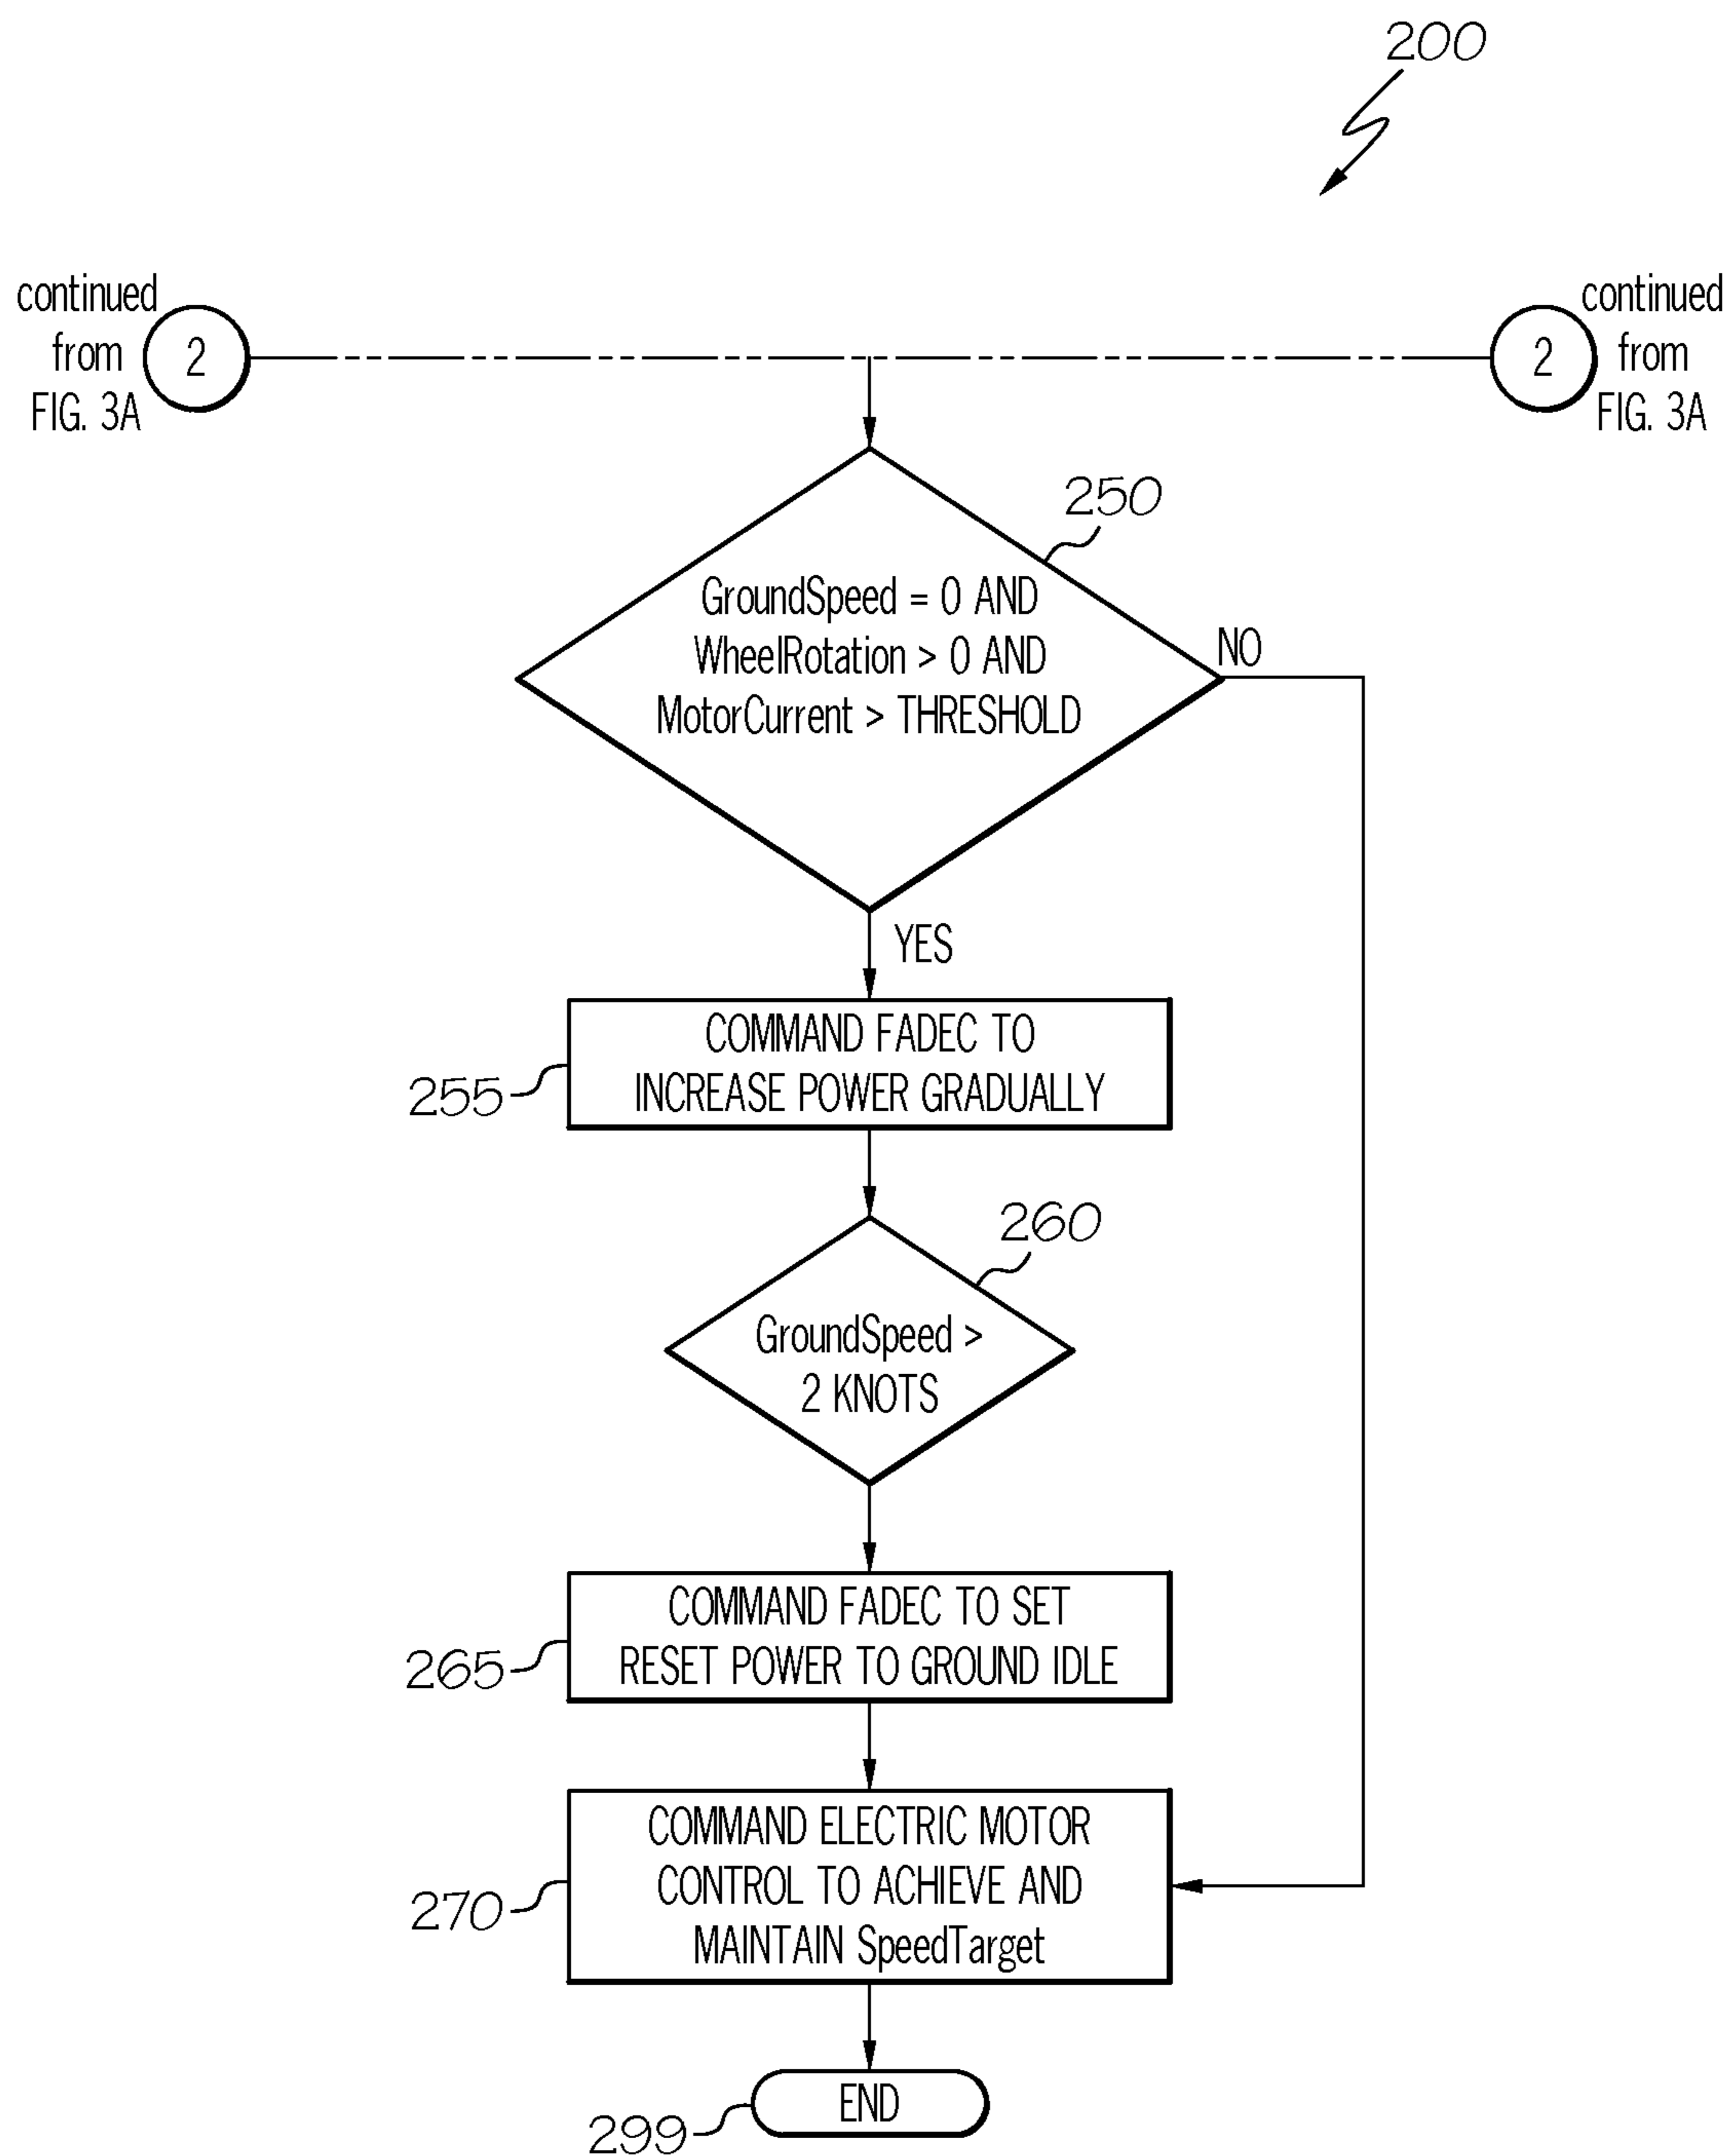 200
continued
from
FIG. 3A
2
2
continued
from
FIG. 3A
250
GroundSpeed = 0 AND
WheelRotation > 0 AND
MotorCurrent > THRESHOLD
NO
YES
COMMAND FADEC TO
INCREASE POWER GRADUALLY
255
260
GroundSpeed >
2 KNOTS
COMMAND FADEC TO SET
RESET POWER TO GROUND IDLE
265
COMMAND ELECTRIC MOTOR
CONTROL TO ACHIEVE AND
MAINTAIN SpeedTarget
270
END
299